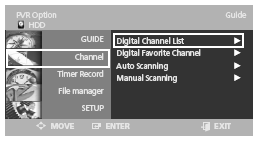 PVR Option
Guide
HDD
GUIDE
Channel
Timer Record
File manager
SETUP
Digital Channel List
Digital Favorite Channel
Auto Scanning
Manual Scanning
MOVE
ENTER
EXIT